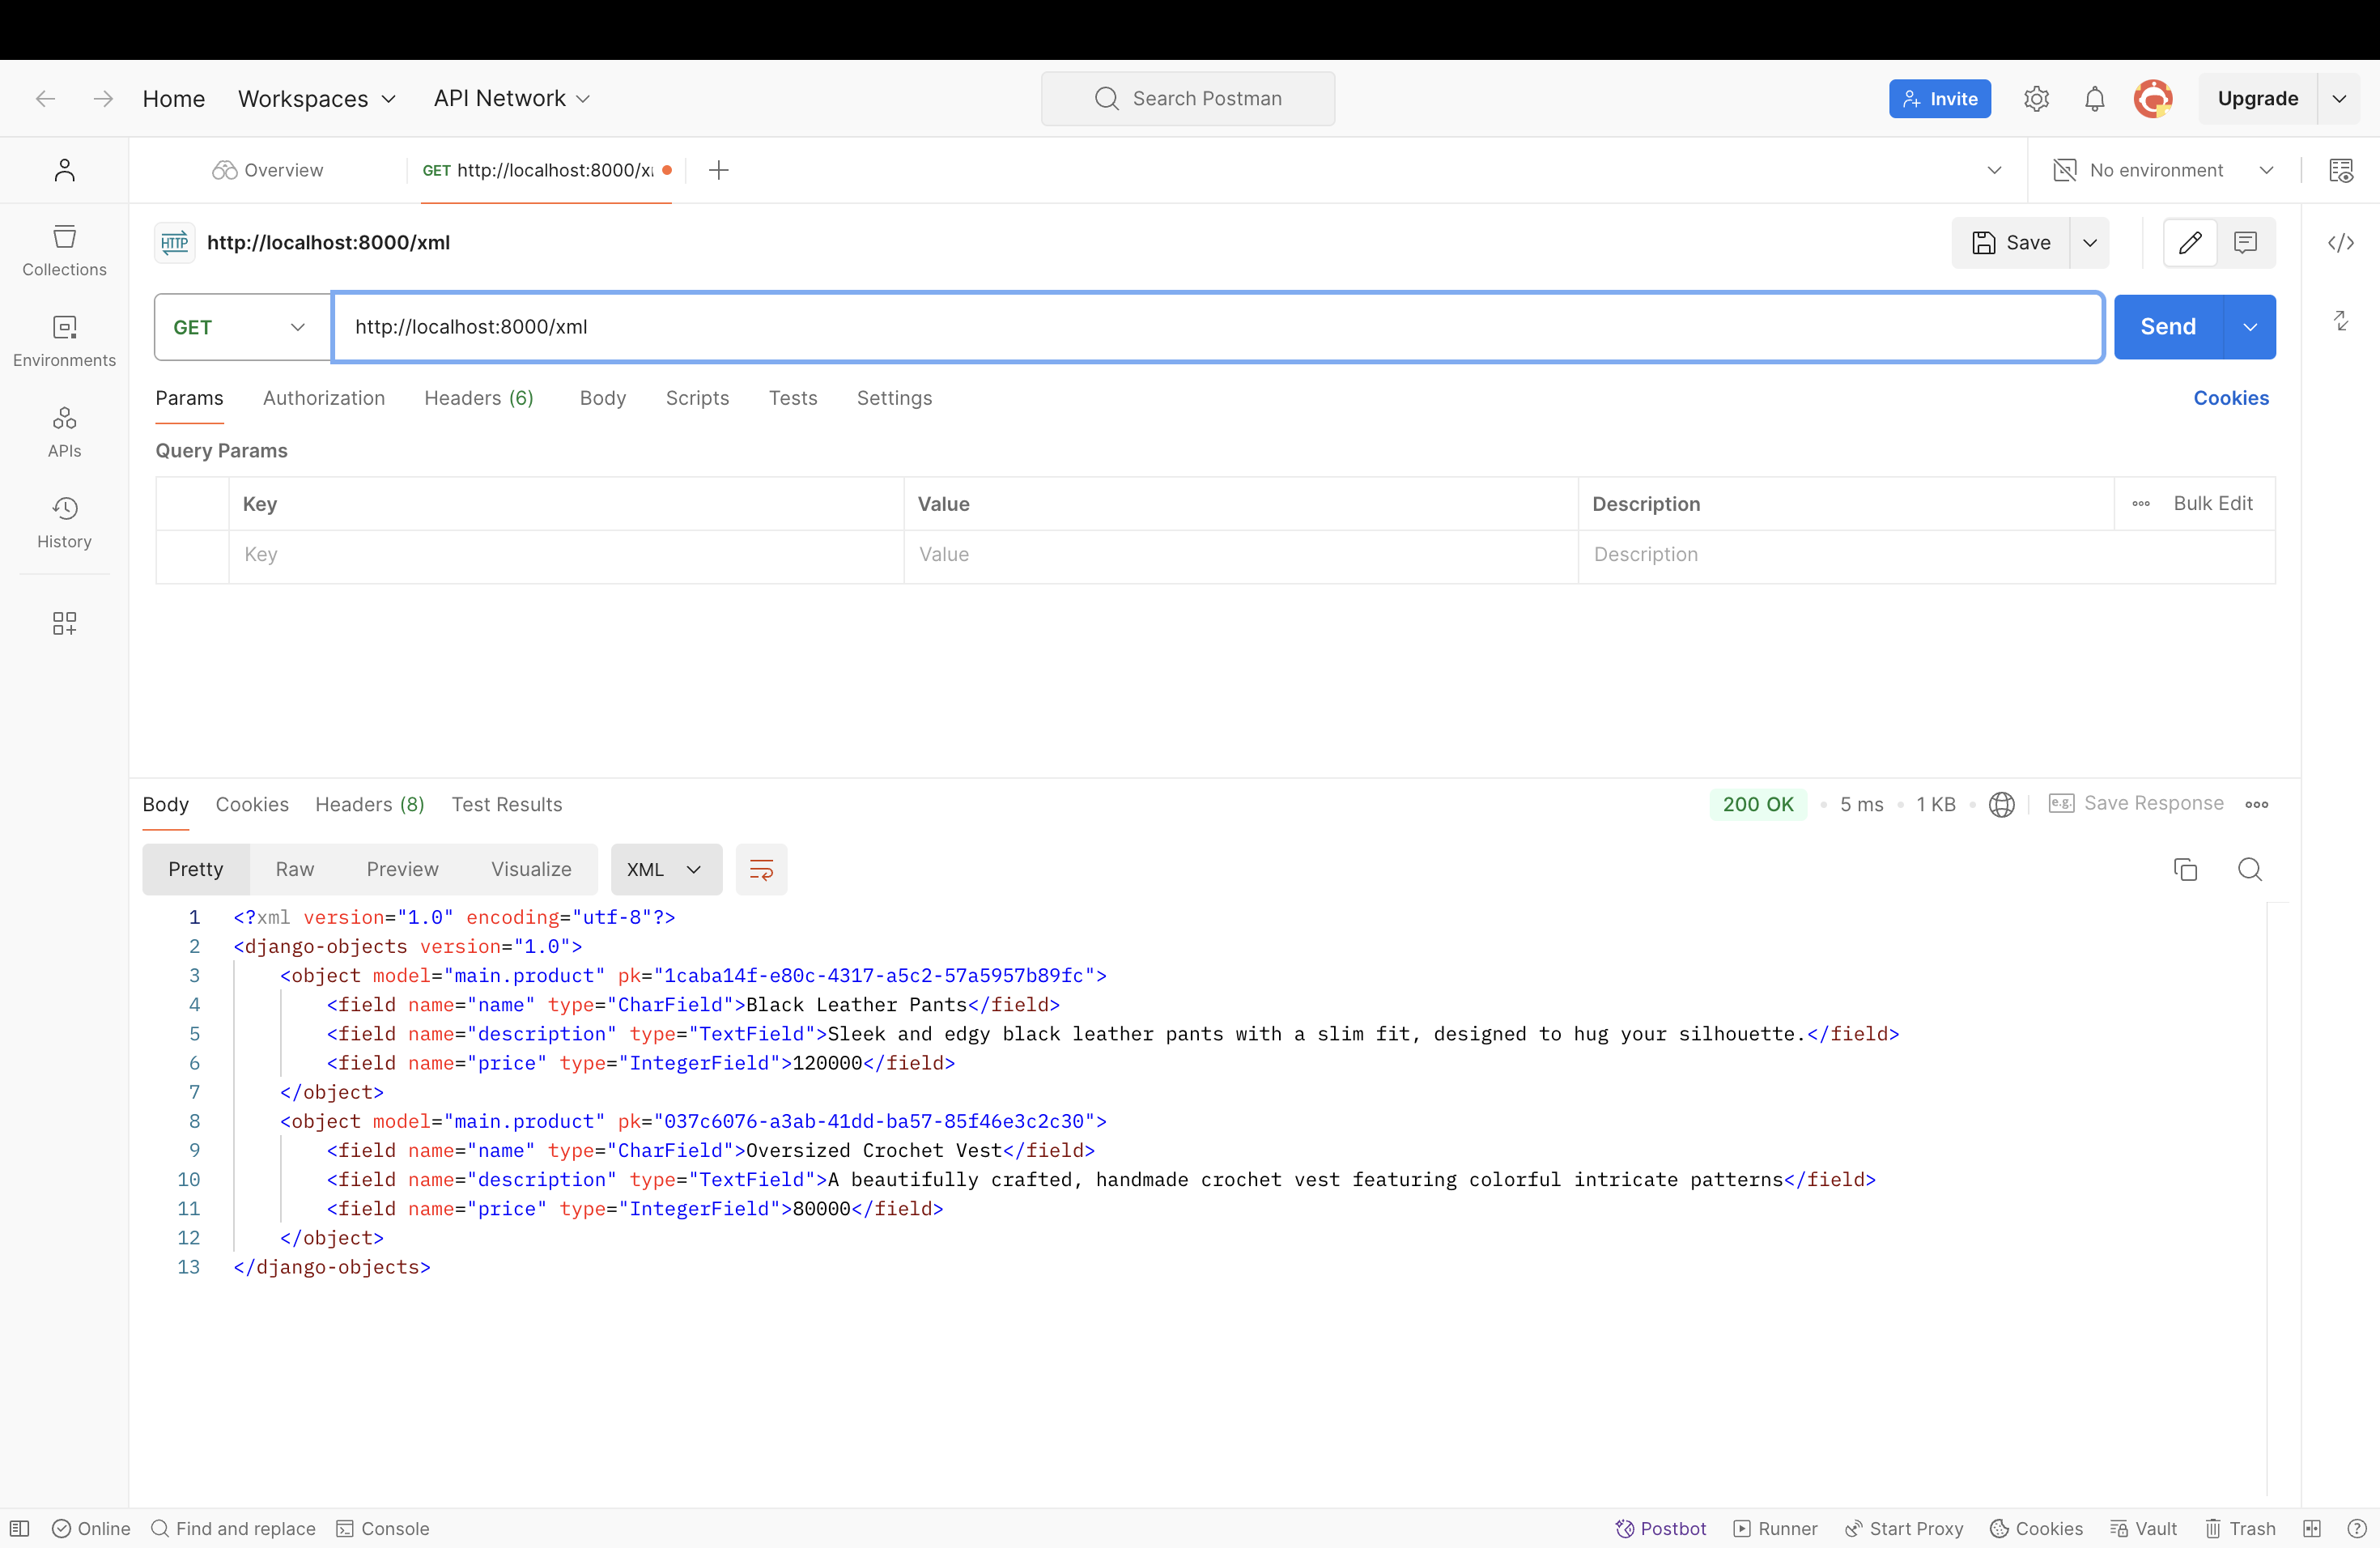 Home Workspaces API Network Search Postman Invite Upgrade
Overview GET http://localhost:8000/x No environment
HTTP http://localhost:8000/xml Save
GET http://localhost:8000/xml Send
Params Authorization Headers (6) Body Scripts Tests Settings Cookies
Query Params
Key Value Description Bulk Edit
Key Value Description
Collections
Environments
APIs
History
Body Cookies Headers (8) Test Results 200 OK • 5 ms • 1 KB • e.g. Save Response
Pretty Raw Preview Visualize XML
1 <?xml version="1.0" encoding="utf-8"?>
2 <django-objects version="1.0">
3 <object model="main.product" pk="1caba14f-e80c-4317-a5c2-57a5957b89fc">
4 <field name="name" type="CharField">Black Leather Pants</field>
5 <field name="description" type="TextField">Sleek and edgy black leather pants with a slim fit, designed to hug your silhouette.</field>
6 <field name="price" type="IntegerField">120000</field>
7 </object>
8 <object model="main.product" pk="037c6076-a3ab-41dd-ba57-85f46e3c2c30">
9 <field name="name" type="CharField">Oversized Crochet Vest</field>
10 <field name="description" type="TextField">A beautifully crafted, handmade crochet vest featuring colorful intricate patterns</field>
11 <field name="price" type="IntegerField">80000</field>
12 </object>
13 </django-objects>
Online Find and replace Console Postbot Runner Start Proxy Cookies Vault Trash